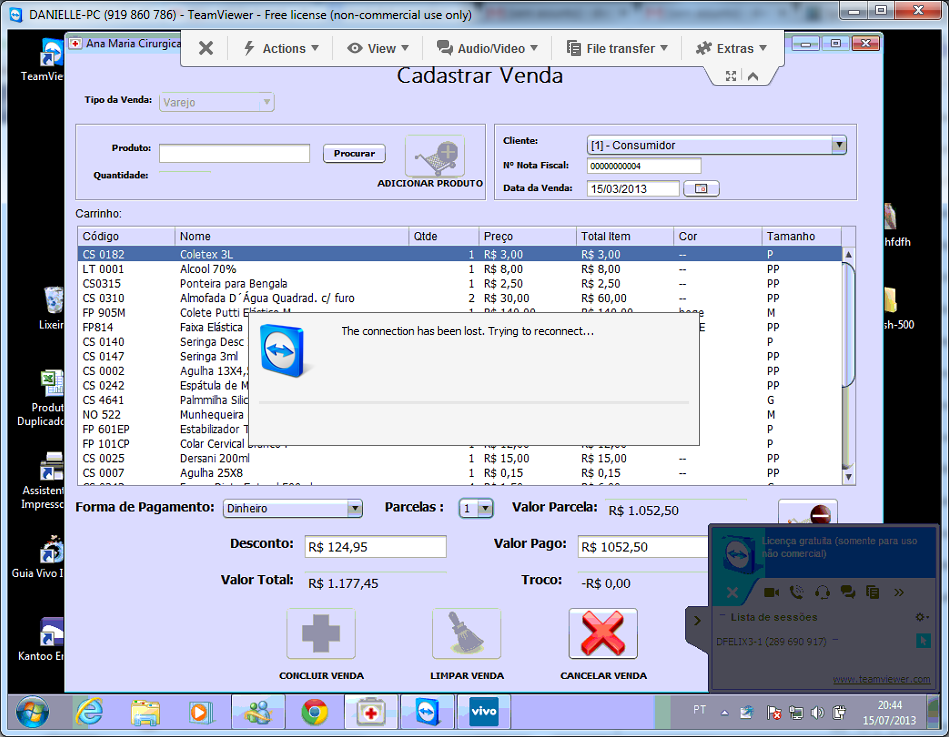 DANIELLE-PC (919 860 786) - TeamViewer - Free license (non-commercial use only)
Actions View Audio/Video File transfer Extras
TeamVie
Ana Maria Cirurgica
Cadastrar Venda
Tipo da Venda: Varejo
Produto: Procurar
Quantidade:
ADICIONAR PRODUTO
Cliente: [1] - Consumidor
Nº Nota Fiscal: 00000000004
Data da Venda: 15/03/2013
Carrinho:
Código Nome Qtde Preço Total Item Cor Tamanho
CS 0182 Coletex 3L 1 R$ 3,00 R$ 3,00 -- P
LT 0001 Alcool 70% 1 R$ 8,00 R$ 8,00 -- PP
CS0315 Ponteira para Bengala 1 R$ 2,50 R$ 2,50 -- PP
CS 0310 Almofada D´Água Quadrad. c/ furo 2 R$ 30,00 R$ 60,00 -- PP
FP 905M Colete Putti Elástico M M
FP814 Faixa Elástica E PP
CS 0140 Seringa Desc P
CS 0147 Seringa 3ml PP
CS 0002 Agulha 13X4, PP
CS 0242 Espátula de M PP
CS 4641 Palmmilha Silic G
NO 522 Munhequeira M
FP 601EP Estabilizador T P
FP 101CP Colar Cervical 1 R$ 12,00 R$ 12,00 P
CS 0025 Dersani 200ml 1 R$ 15,00 R$ 15,00 -- PP
CS 0007 Agulha 25X8 1 R$ 0,15 R$ 0,15 -- PP
The connection has been lost. Trying to reconnect...
hfdfh
sh-500
Lixeir
Produt
Duplicado
Assistent
Impresso
Guia Vivo I
Kantoo En
Forma de Pagamento: Dinheiro Parcelas : 1 Valor Parcela: R$ 1.052,50
Desconto: R$ 124,95 Valor Pago: R$ 1052,50
Valor Total: R$ 1.177,45 Troco: -R$ 0,00
CONCLUIR VENDA LIMPAR VENDA CANCELAR VENDA
Licença gratuita (somente para uso
não comercial)
Lista de sessões
DFELIX3-1 (289 690 917)
www.teamviewer.com
vivo
PT
20:44
15/07/2013